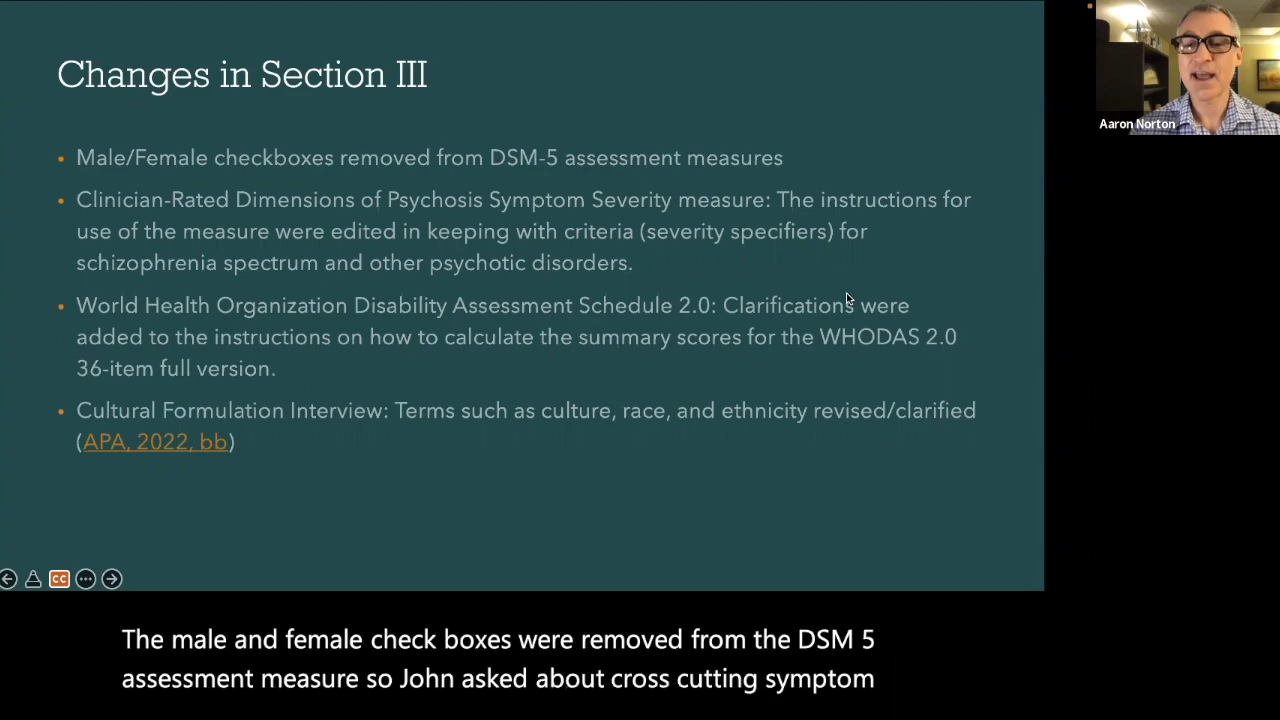 Changes in Section III
• Male/Female checkboxes removed from DSM-5 assessment measures
• Clinician-Rated Dimensions of Psychosis Symptom Severity measure: The instructions for
use of the measure were edited in keeping with criteria (severity specifiers) for
schizophrenia spectrum and other psychotic disorders.
• World Health Organization Disability Assessment Schedule 2.0: Clarifications were
added to the instructions on how to calculate the summary scores for the WHODAS 2.0
36-item full version.
• Cultural Formulation Interview: Terms such as culture, race, and ethnicity revised/clarified
(APA, 2022, bb)
Aaron Norton
CC
The male and female check boxes were removed from the DSM 5
assessment measure so John asked about cross cutting symptom